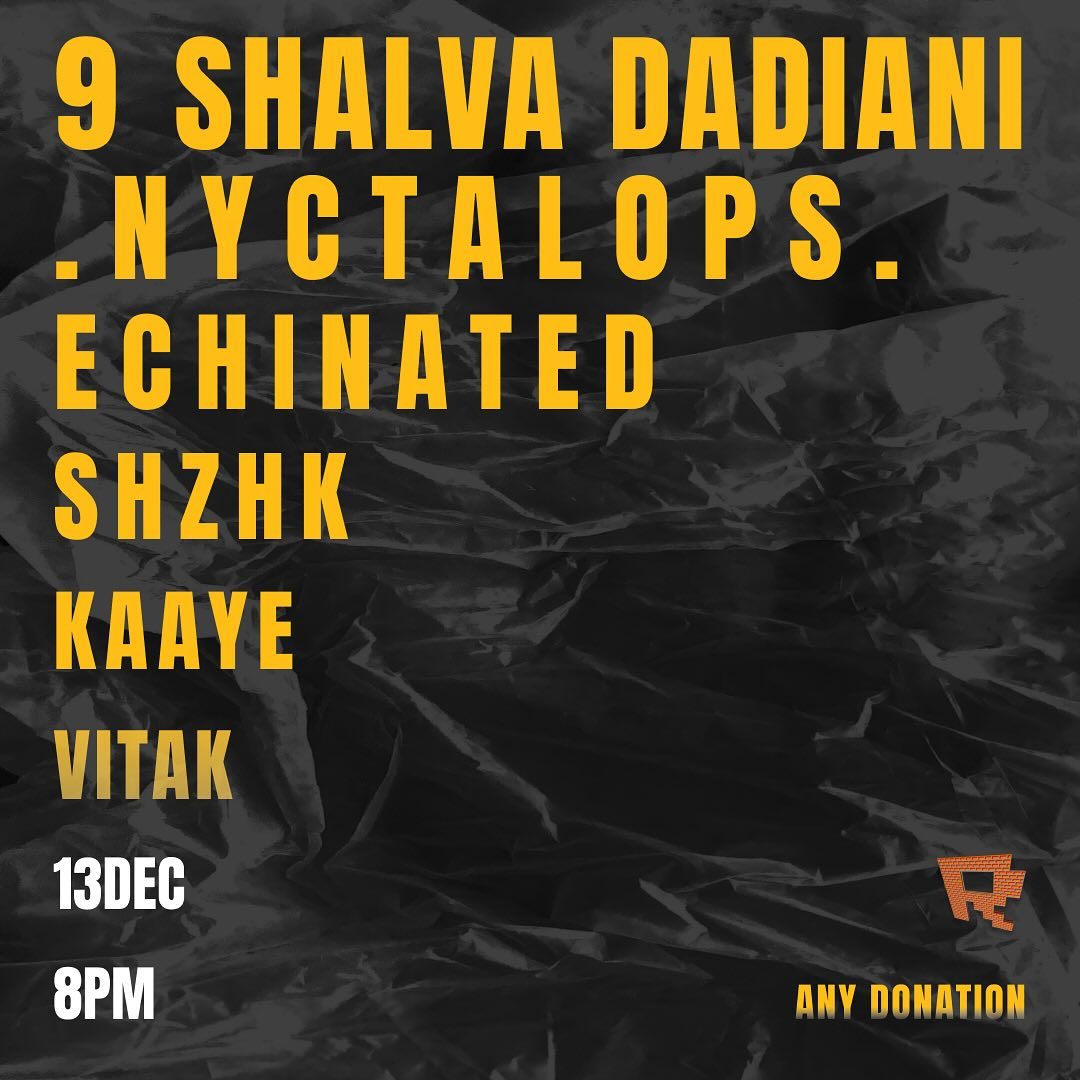 9 SHALVA DADIANI
.NYCTALOPS.
ECHINATED
SHZHK
KAAYE
VITAK
13DEC
8PM
ANY DONATION